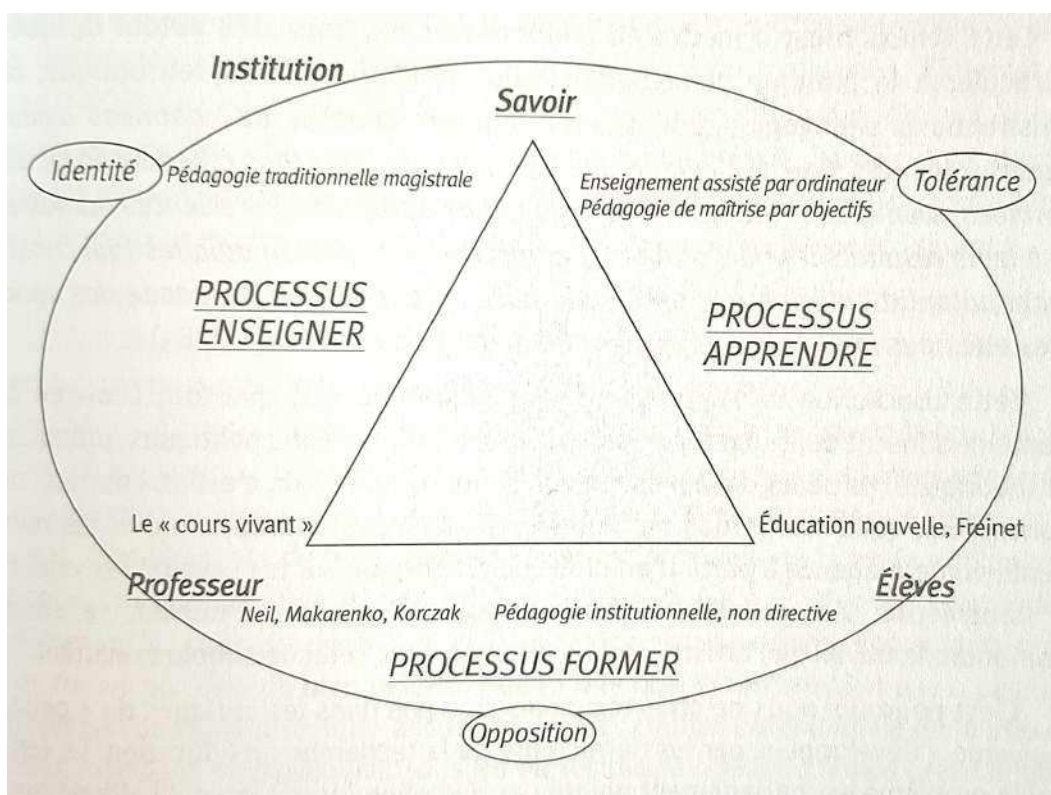 Institution
Savoir
Identité
Pédagogie traditionnelle magistrale
Enseignement assisté par ordinateur
Pédagogie de maîtrise par objectifs
Tolérance
PROCESSUS
ENSEIGNER
PROCESSUS
APPRENDRE
Le « cours vivant »
Éducation nouvelle, Freinet
Professeur
Élèves
Neil, Makarenko, Korczak
Pédagogie institutionnelle, non directive
PROCESSUS FORMER
Opposition